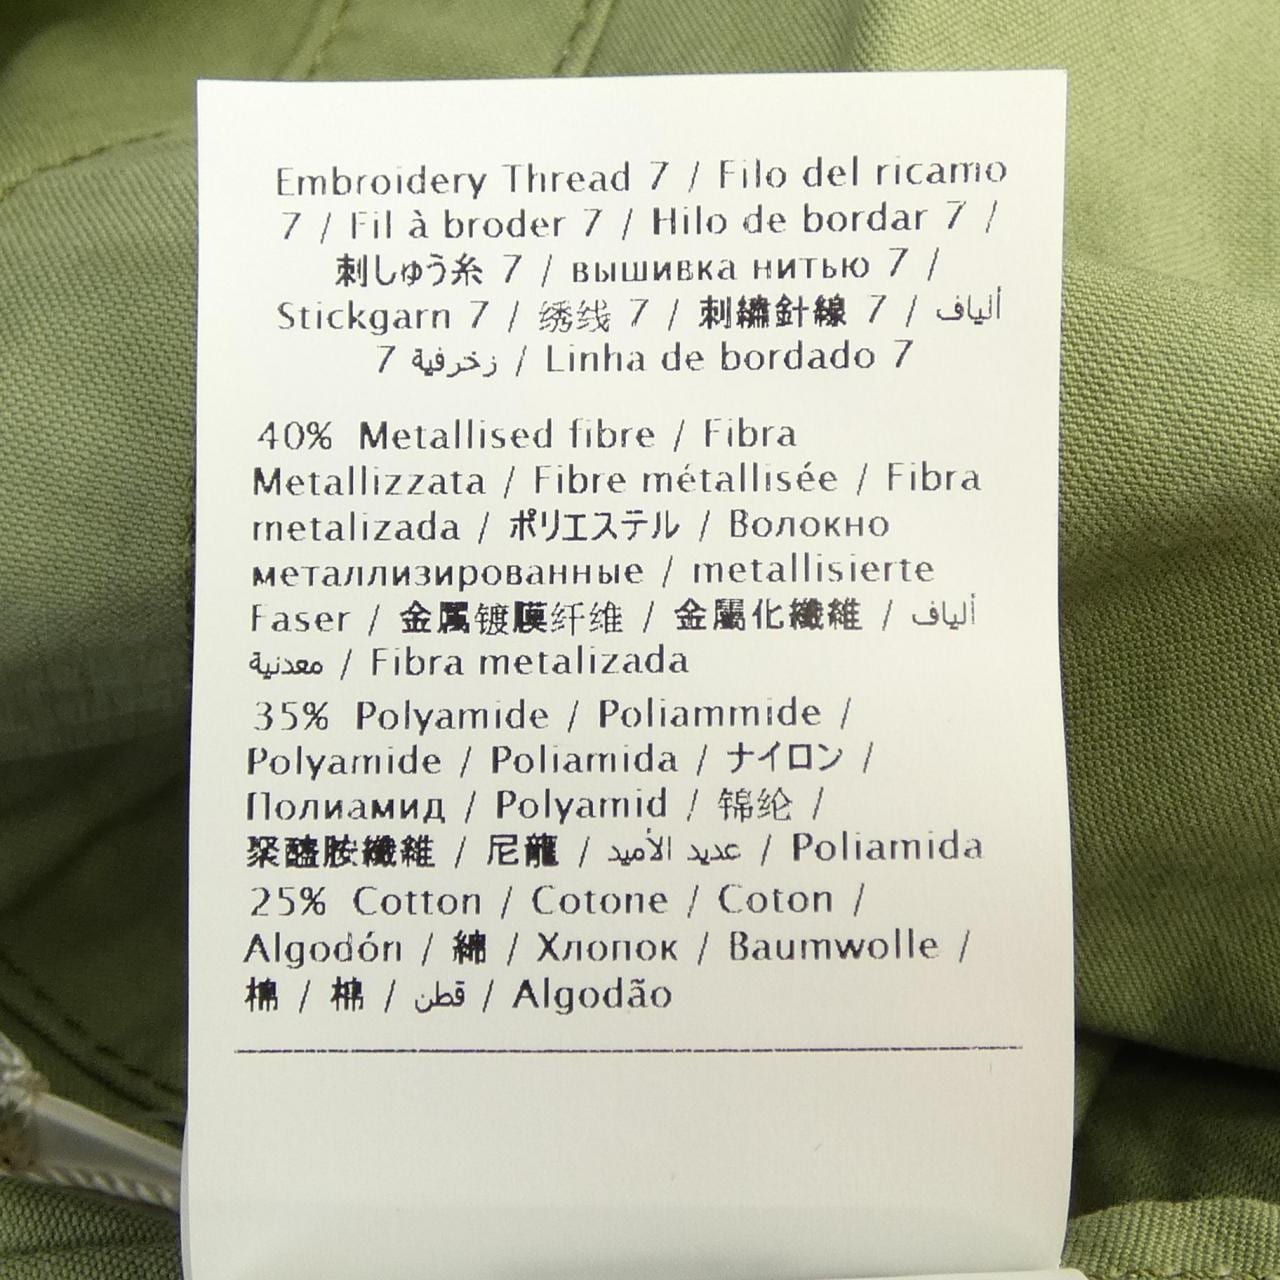 Embroidery Thread 7 / Filo del ricamo
7 / Fil à broder 7 / Hilo de bordar 7 /
刺しゅう糸 7 / вышивка нитью 7 /
Stickgarn 7 / 绣线 7 / 刺繡針線 7 / ألياف
زخرفية 7 / Linha de bordado 7
40% Metallised fibre / Fibra
Metallizzata / Fibre métallisée / Fibra
metalizada / ポリエステル / Волокно
металлизированные / metallisierte
Faser / 金属镀膜纤维 / 金屬化纖維 / ألياف
معدنية / Fibra metalizada
35% Polyamide / Poliammide /
Polyamide / Poliamida / ナイロン /
Полиамид / Polyamid / 锦纶 /
聚醯胺纖維 / 尼龍 / عديد الأميد / Poliamida
25% Cotton / Cotone / Coton /
Algodón / 綿 / Хлопок / Baumwolle /
棉 / 棉 / قطن / Algodão